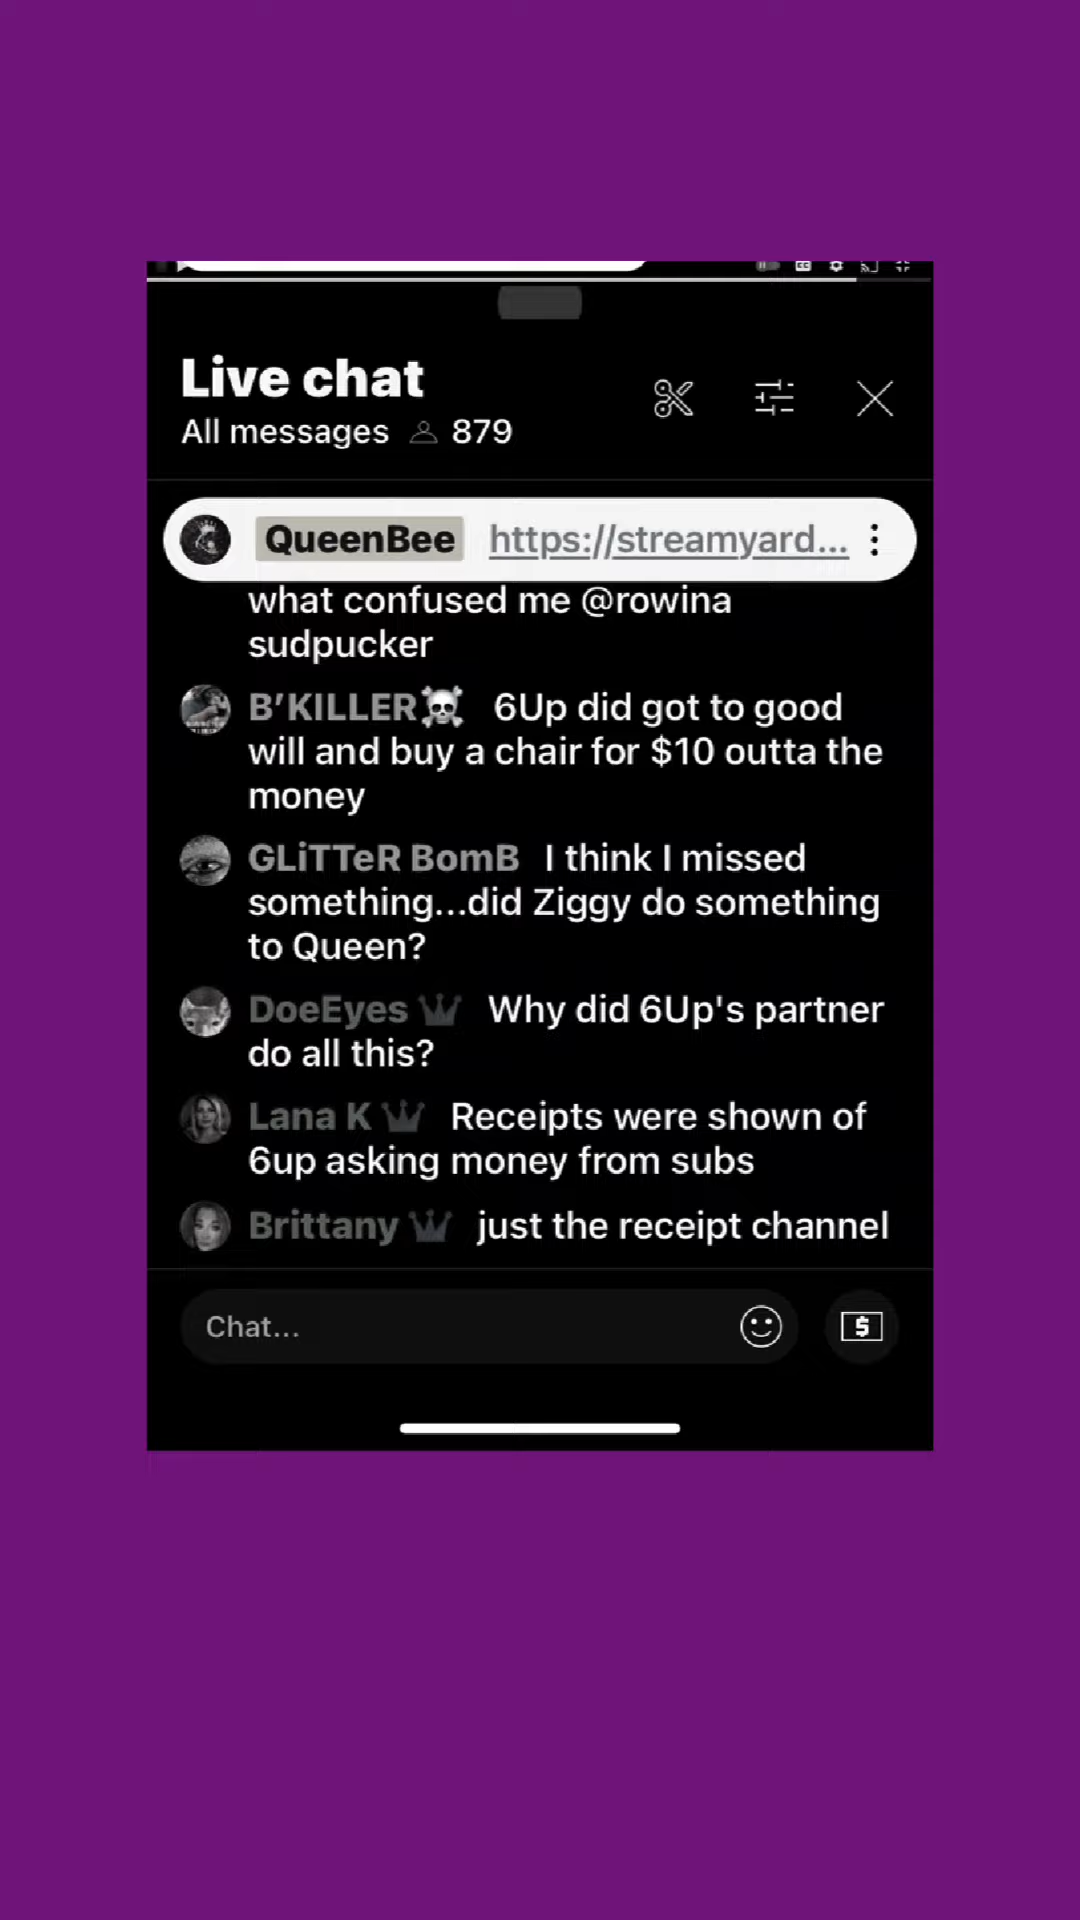 Live chat
All messages 879
QueenBee https://streamyard...
what confused me @rowina
sudpucker
B'KILLER☠️ 6Up did got to good
will and buy a chair for $10 outta the
money
GLiTTeR BomB I think I missed
something...did Ziggy do something
to Queen?
DoeEyes Why did 6Up's partner
do all this?
Lana K Receipts were shown of
6up asking money from subs
Brittany just the receipt channel
Chat...